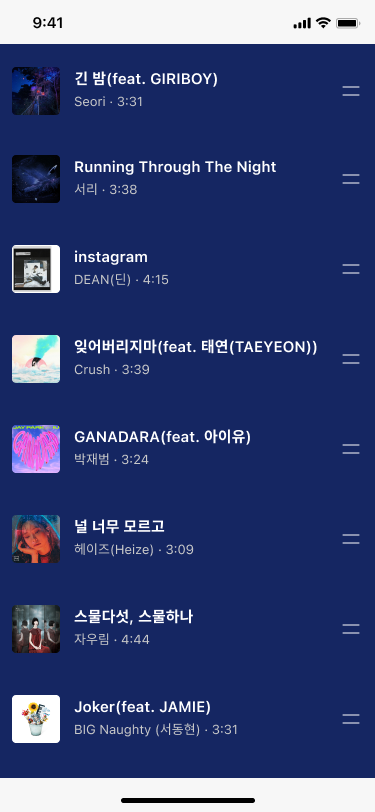 9:41
긴 밤(feat. GIRIBOY)
Seori · 3:31
Running Through The Night
서리 · 3:38
instagram
DEAN(딘) · 4:15
잊어버리지마(feat. 태연(TAEYEON))
Crush · 3:39
GANADARA(feat. 아이유)
박재범 · 3:24
널 너무 모르고
헤이즈(Heize) · 3:09
스물다섯, 스물하나
자우림 · 4:44
Joker(feat. JAMIE)
BIG Naughty (서동현) · 3:31